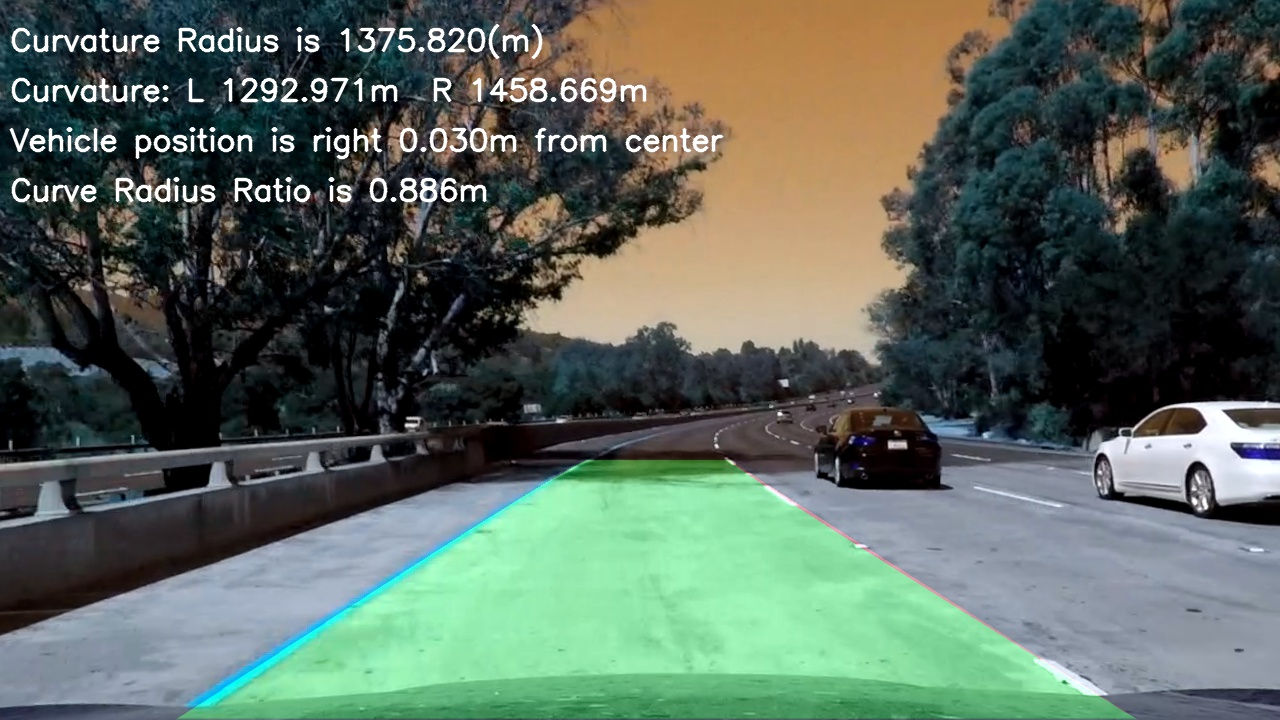 Curvature Radius is 1375.820(m)
Curvature: L 1292.971m R 1458.669m
Vehicle position is right 0.030m from center
Curve Radius Ratio is 0.886m